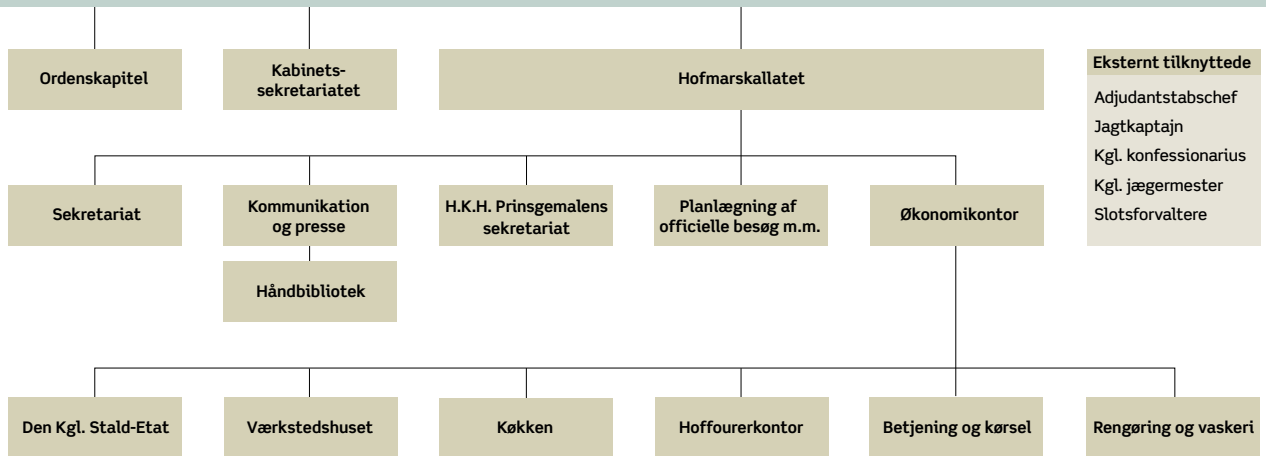 Ordenskapitel
Kabinets-
sekretariatet
Hofmarskallatet
Eksternt tilknyttede
Adjudantstabschef
Jagtkaptajn
Kgl. konfessionarius
Kgl. jægermester
Slotsforvaltere
Sekretariat
Kommunikation
og presse
H.K.H. Prinsgemalens
sekretariat
Planlægning af
officielle besøg m.m.
Økonomikontor
Håndbibliotek
Den Kgl. Stald-Etat
Værkstedshuset
Køkken
Hoffourerkontor
Betjening og kørsel
Rengøring og vaskeri